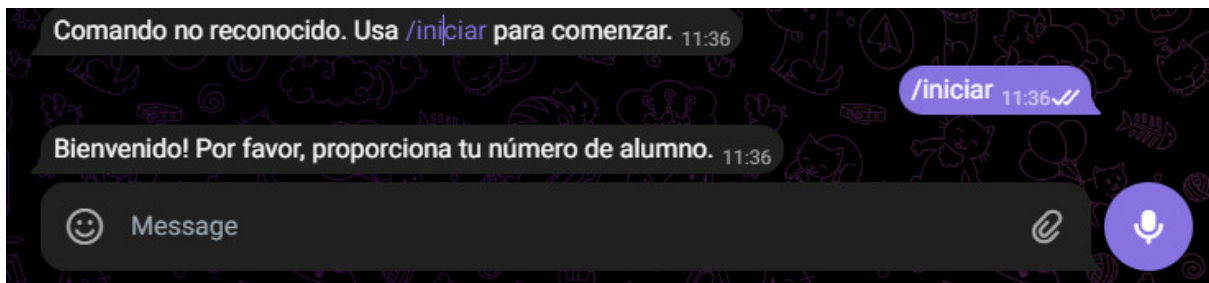 Comando no reconocido. Usa /iniciar para comenzar. 11:36
/iniciar 11:36
Bienvenido! Por favor, proporciona tu número de alumno. 11:36
Message